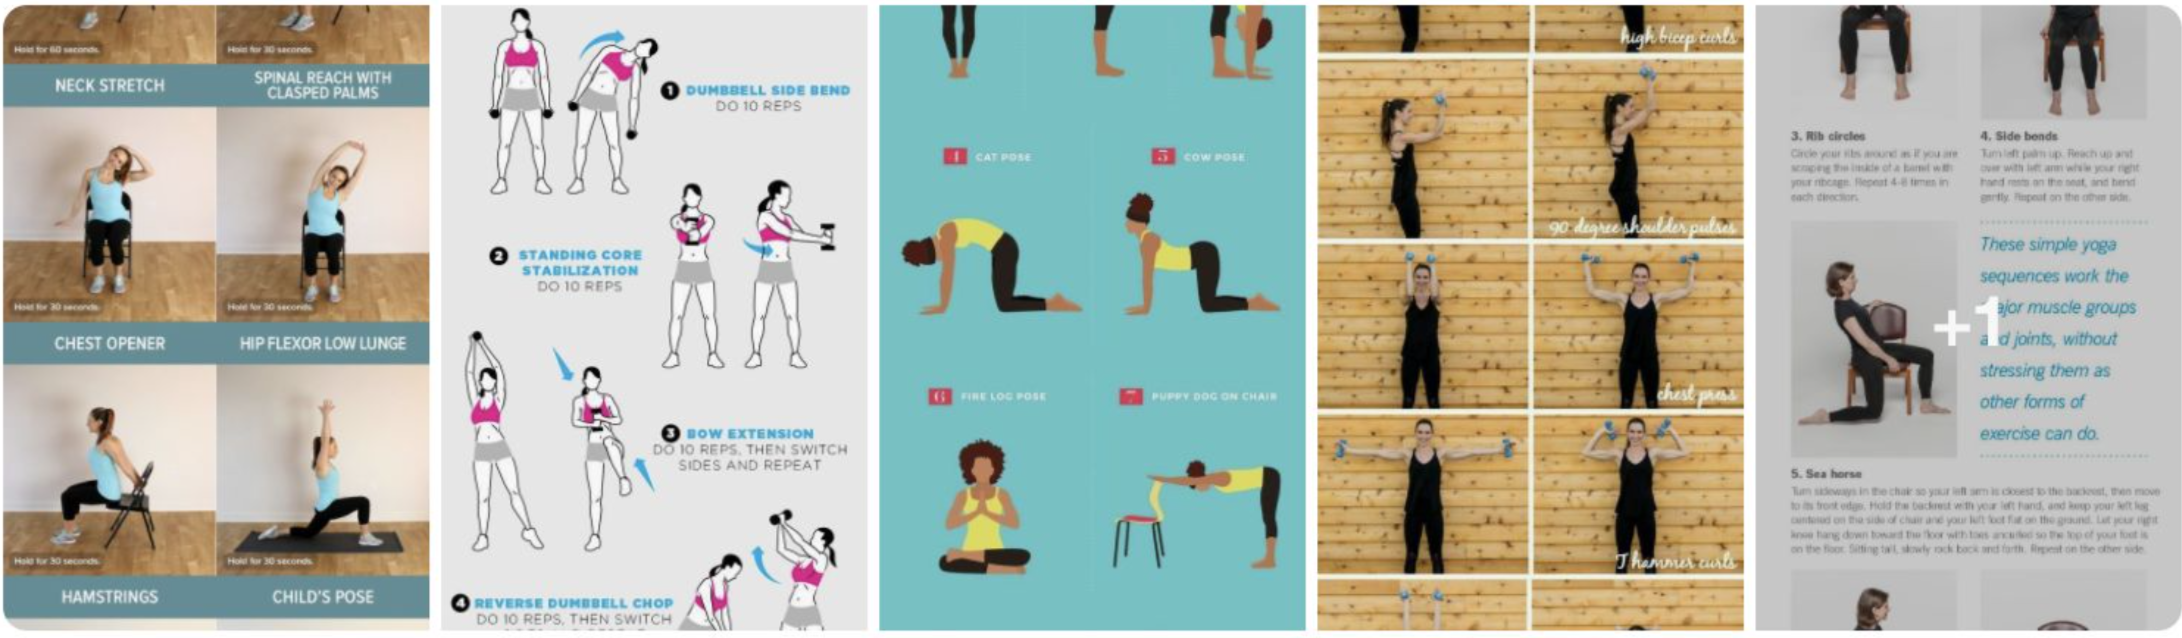 Hold for 60 seconds.
Hold for 30 seconds.
NECK STRETCH
SPINAL REACH WITH
CLASPED PALMS
Hold for 30 seconds.
Hold for 30 seconds.
CHEST OPENER
HIP FLEXOR LOW LUNGE
Hold for 30 seconds.
Hold for 30 seconds.
HAMSTRINGS
CHILD'S POSE
1 DUMBBELL SIDE BEND
DO 10 REPS
2 STANDING CORE
STABILIZATION
DO 10 REPS
3 BOW EXTENSION
DO 10 REPS, THEN SWITCH
SIDES AND REPEAT
4 REVERSE DUMBBELL CHOP
DO 10 REPS, THEN SWITCH
4 CAT POSE
5 COW POSE
6 FIRE LOG POSE
7 PUPPY DOG ON CHAIR
high bicep curls
90 degree shoulder pulses
chest press
T hammer curls
3. Rib circles
Circle your ribs around as if you are
scraping the inside of a barrel with
your ribcage. Repeat 4-8 times in
each direction.
4. Side bends
Turn left palm up. Reach up and
over with left arm while your right
hand rests on the seat, and bend
gently. Repeat on the other side.
These simple yoga
sequences work the
ajor muscle groups
joints, without
stressing them as
other forms of
exercise can do.
+1
5. Sea horse
Turn sideways in the chair so your left arm is closest to the backrest, then move
to its front edge. Hold the backrest with your left hand, and keep your left leg
centered on the side of chair and your left foot flat on the ground. Let your right
knee hang down toward the floor with toes uncurled so the top of your foot is
on the floor. Sitting tall, slowly rock back and forth. Repeat on the other side.